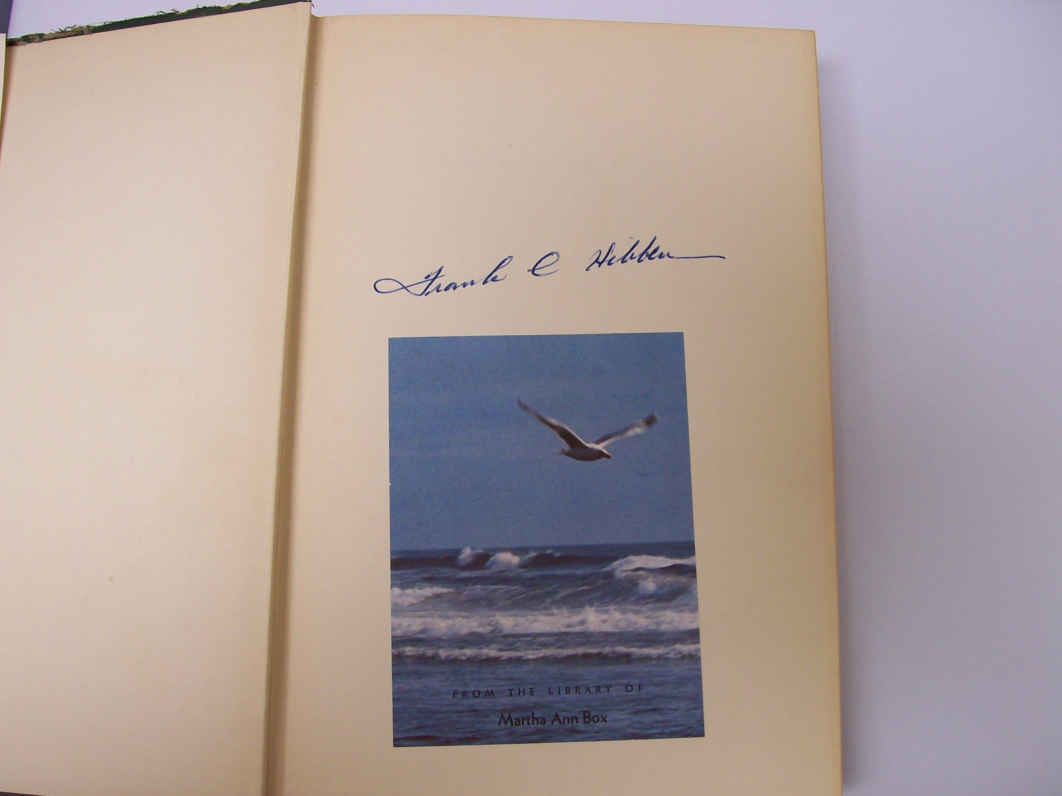 Frank C Hibben
FROM THE LIBRARY OF
Martha Ann Box